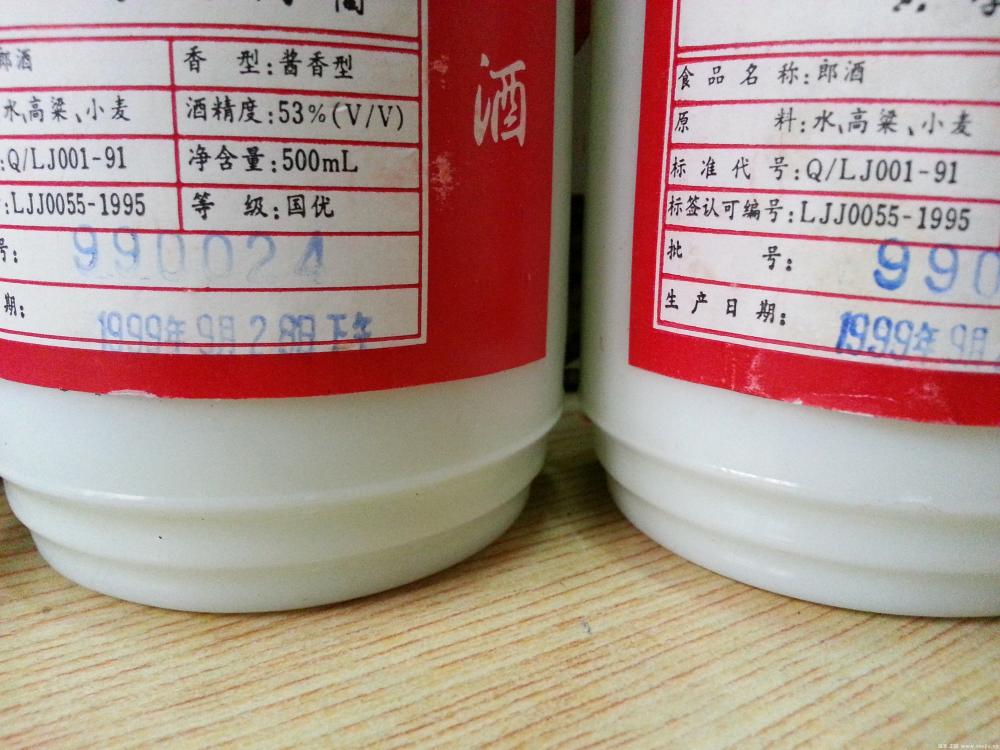 郎酒
香 型:酱香型
水、高粱、小麦
酒精度:53%(V/V)
:Q/LJ001-91
净含量:500mL
:LJJ0055-1995
等 级:国优
号:
990024
期:
1999年9月28日下午
酒
食品名称:郎酒
原 料:水、高粱、小麦
标准代号:Q/LJ001-91
标签认可编号:LJJ0055-1995
批 号:
990
生产日期:
1999年9月